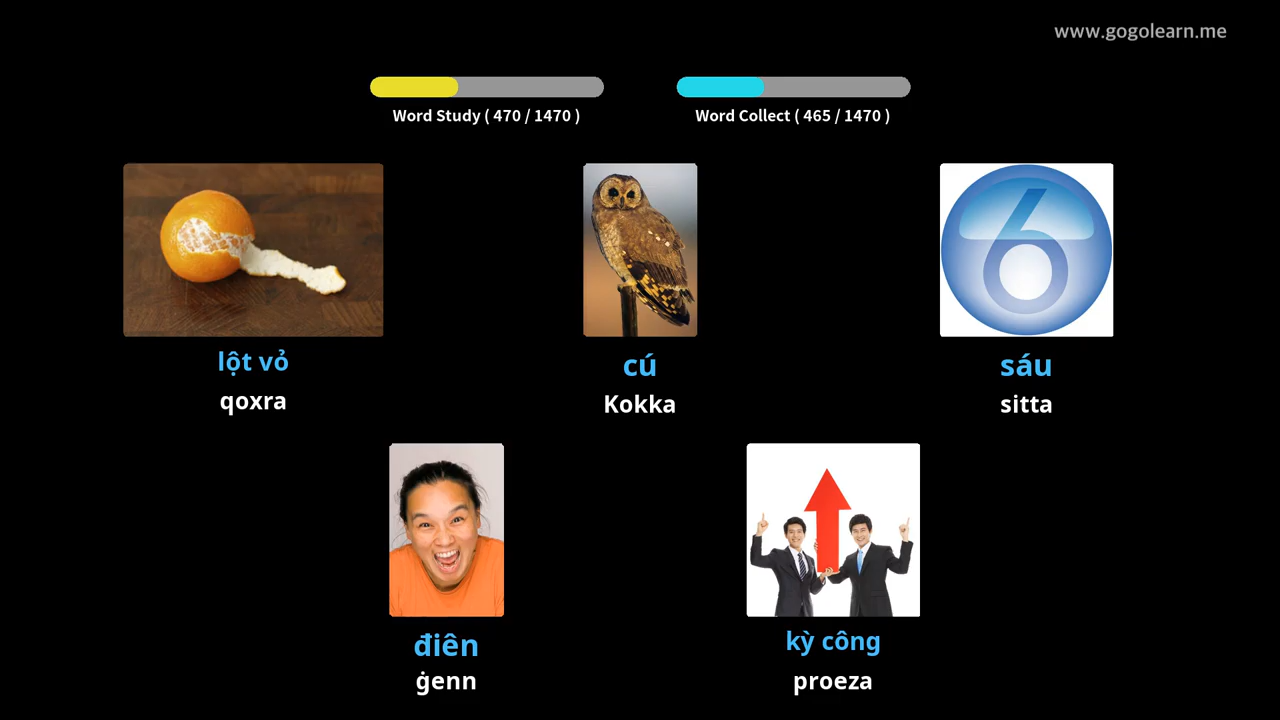 www.gogolearn.me
Word Study ( 470 / 1470 )
Word Collect ( 465 / 1470 )
6
lột vỏ
qoxra
cú
Kokka
sáu
sitta
điên
ġenn
kỳ công
proeza